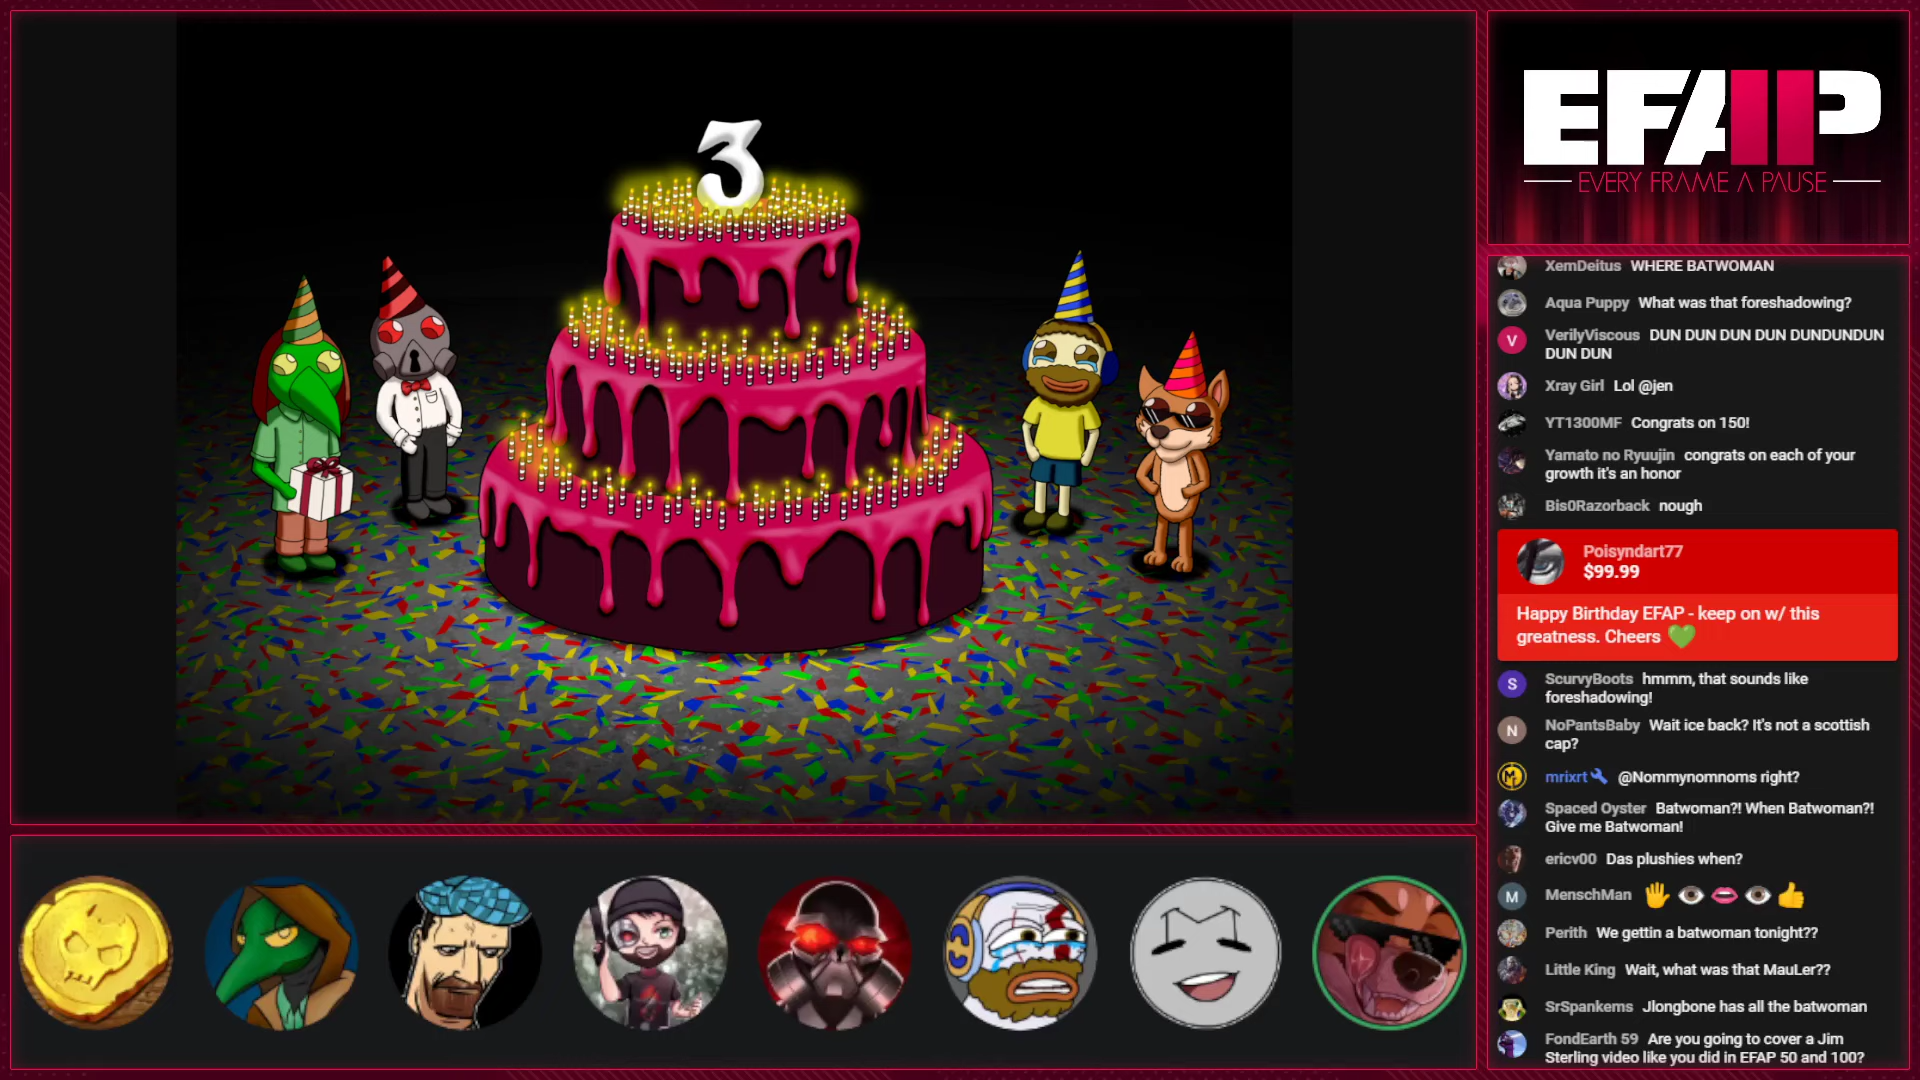 3
EFAP
EVERY FRAME A PAUSE
XemDeitus WHERE BATWOMAN
Aqua Puppy What was that foreshadowing?
V VerilyViscous DUN DUN DUN DUN DUNDUNDUN
DUN DUN
Xray Girl Lol @jen
YT1300MF Congrats on 150!
Yamato no Ryuujin congrats on each of your
growth it's an honor
Bis0Razorback nough
Poisyndart77
$99.99
Happy Birthday EFAP - keep on w/ this
greatness. Cheers 💚
S ScurvyBoots hmmm, that sounds like
foreshadowing!
N NoPantsBaby Wait ice back? It's not a scottish
cap?
mrixrt @Nommynomnoms right?
Spaced Oyster Batwoman?! When Batwoman?!
Give me Batwoman!
ericv00 Das plushies when?
M MenschMan 🖐👁👄👁👍
Perith We gettin a batwoman tonight??
Little King Wait, what was that MauLer??
SrSpankems Jlongbone has all the batwoman
FondEarth 59 Are you going to cover a Jim
Sterling video like you did in EFAP 50 and 100?